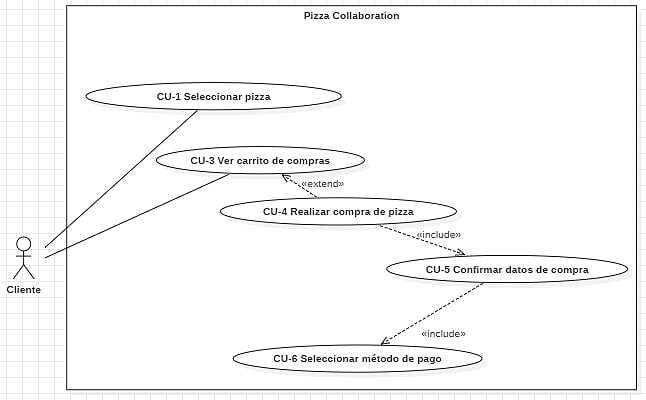 Pizza Collaboration
CU-1 Seleccionar pizza
CU-3 Ver carrito de compras
«extend»
CU-4 Realizar compra de pizza
«include»
CU-5 Confirmar datos de compra
Cliente
«include»
CU-6 Seleccionar método de pago